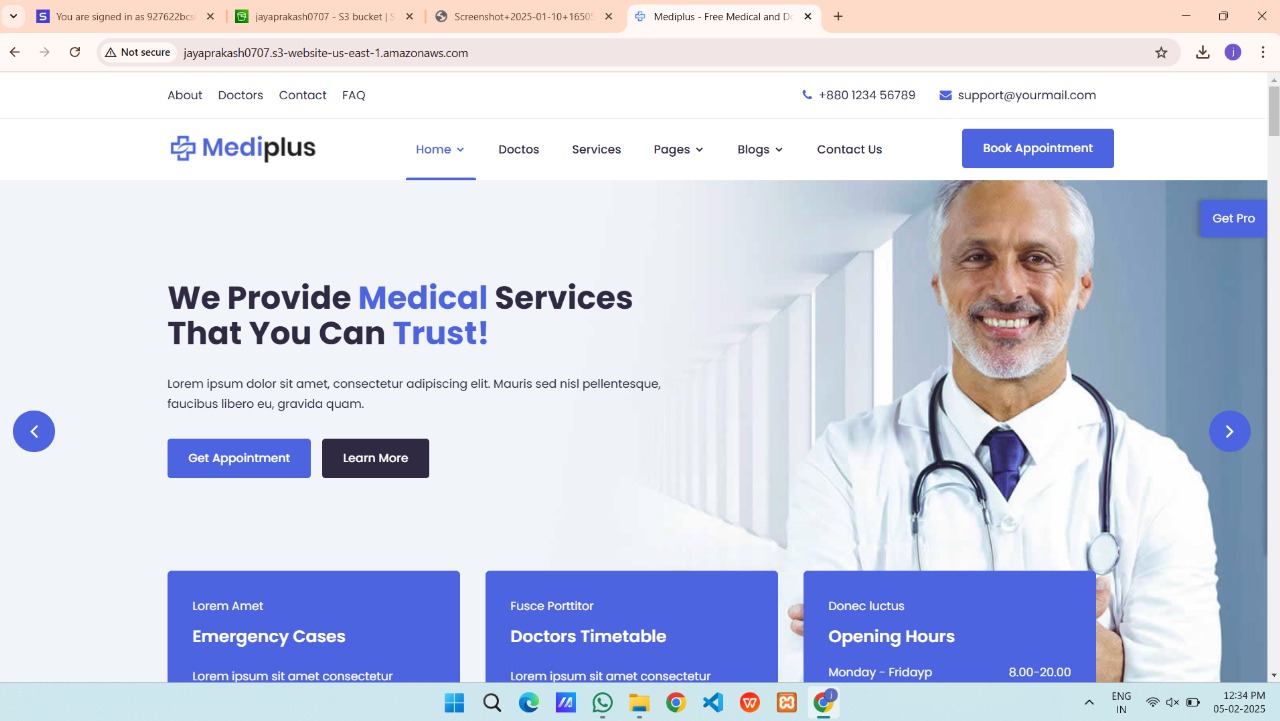 You are signed in as 927622bcs
jayaprakash0707 - S3 bucket | S
Screenshot+2025-01-10+16505
Mediplus - Free Medical and Do
Not secure
jayaprakash0707.s3-website-us-east-1.amazonaws.com
j
About Doctors Contact FAQ
+880 1234 56789 support@yourmail.com
Mediplus
Home Doctos Services Pages Blogs Contact Us
Book Appointment
Get Pro
We Provide Medical Services
That You Can Trust!
Lorem ipsum dolor sit amet, consectetur adipiscing elit. Mauris sed nisl pellentesque,
faucibus libero eu, gravida quam.
Get Appointment Learn More
Lorem Amet
Emergency Cases
Lorem ipsum sit amet consectetur
Fusce Porttitor
Doctors Timetable
Lorem ipsum sit amet consectetur
Donec luctus
Opening Hours
Monday - Fridayp 8.00-20.00
ENG
IN
12:34 PM
05-02-2025